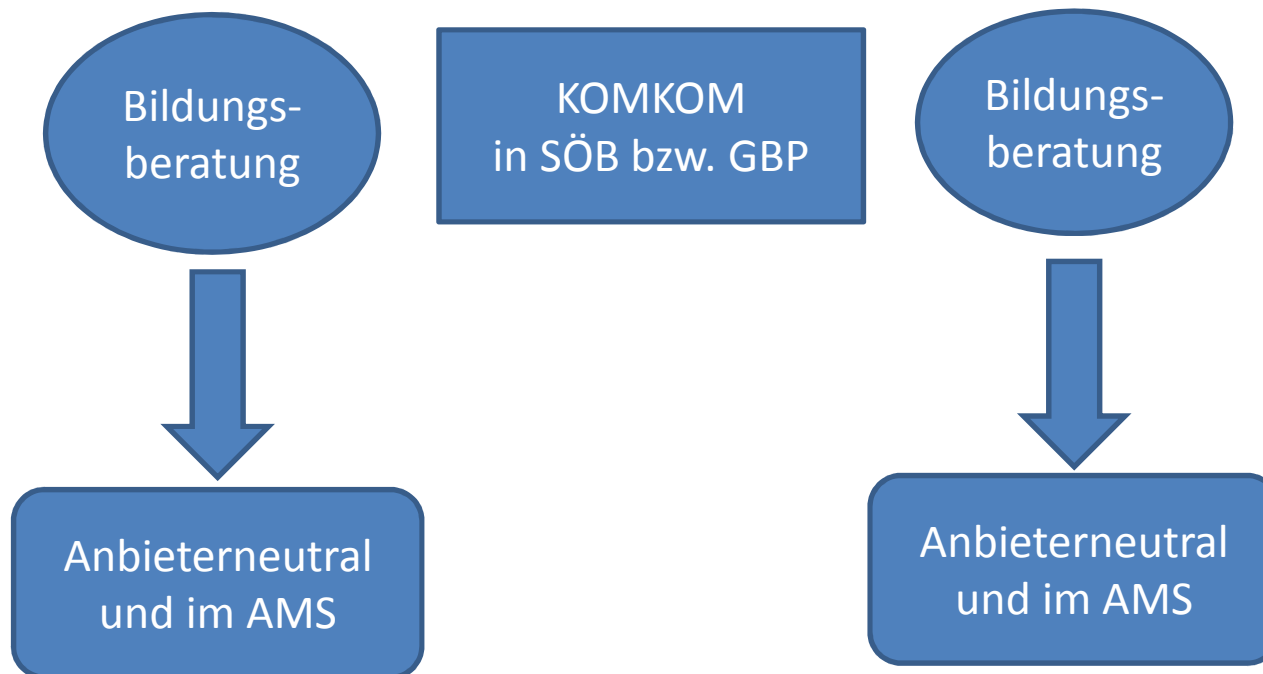 Bildungs-
beratung
KOMKOM
in SÖB bzw. GBP
Bildungs-
beratung
Anbieterneutral
und im AMS
Anbieterneutral
und im AMS